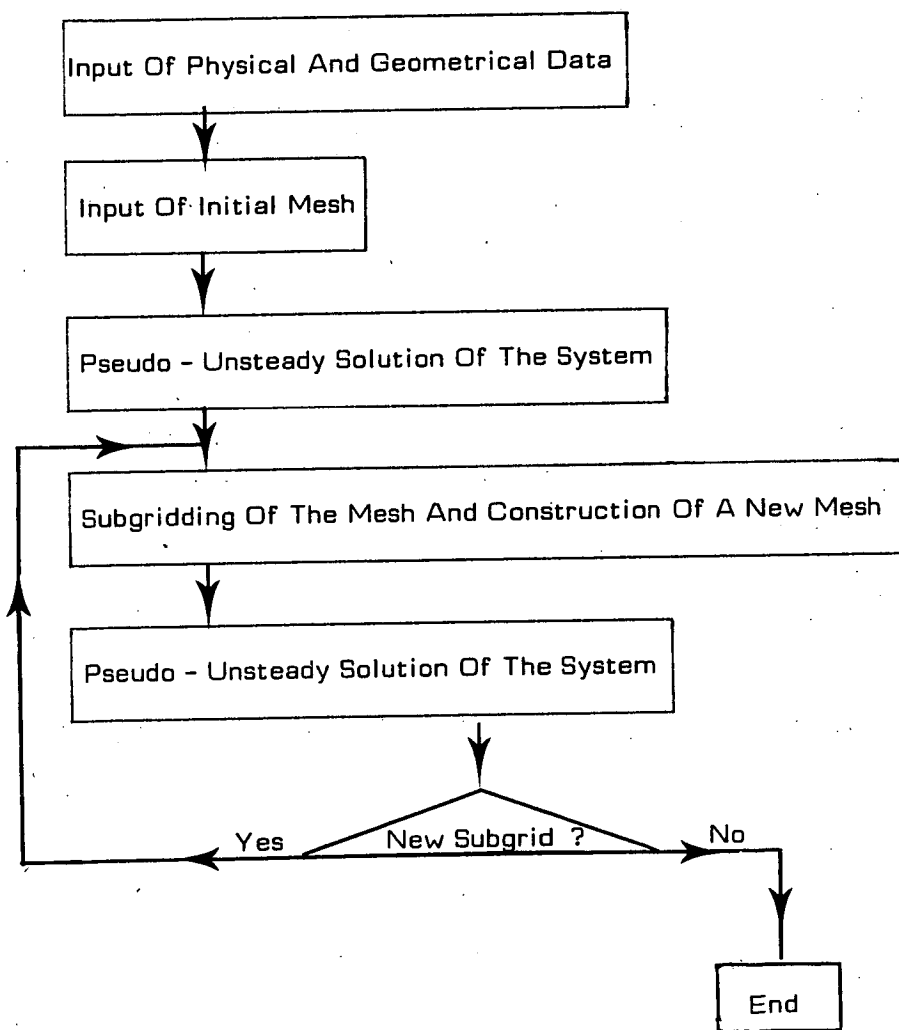 Input Of Physical And Geometrical Data
Input Of Initial Mesh
Pseudo - Unsteady Solution Of The System
Subgridding Of The Mesh And Construction Of A New Mesh
Pseudo - Unsteady Solution Of The System
Yes
New Subgrid ?
No
End